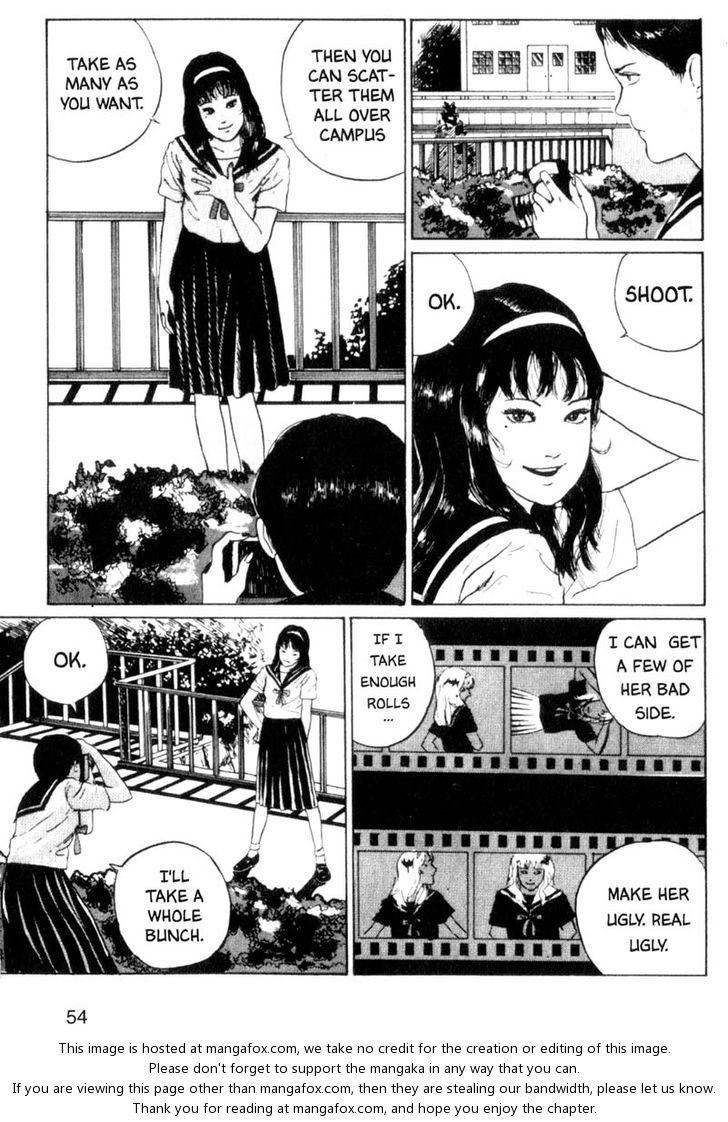 TAKE AS
MANY AS
YOU WANT.
THEN YOU
CAN SCAT-
TER THEM
ALL OVER
CAMPUS
OK.
SHOOT.
OK.
I'LL
TAKE A
WHOLE
BUNCH.
IF I
TAKE
ENOUGH
ROLLS
...
I CAN GET
A FEW OF
HER BAD
SIDE.
MAKE HER
UGLY. REAL
UGLY.
54
This image is hosted at mangafox.com, we take no credit for the creation or editing of this image.
Please don't forget to support the mangaka in any way that you can.
If you are viewing this page other than mangafox.com, then they are stealing our bandwidth, please let us know.
Thank you for reading at mangafox.com, and hope you enjoy the chapter.